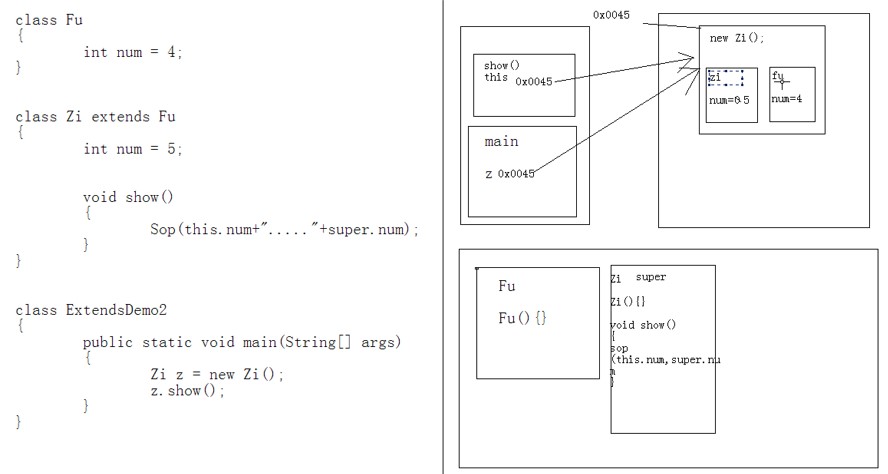 class Fu
{
int num = 4;
}
class Zi extends Fu
{
int num = 5;
void show()
{
Sop(this.num+"....."+super.num);
}
}
class ExtendsDemo2
{
public static void main(String[] args)
{
Zi z = new Zi();
z.show();
}
}
0x0045
show()
this 0x0045
main
z 0x0045
new Zi();
zi
num=0 5
fu
num=4
Fu
Fu(){}
Zi super
Zi(){}
void show()
{
sop
(this.num,super.nu
m
}